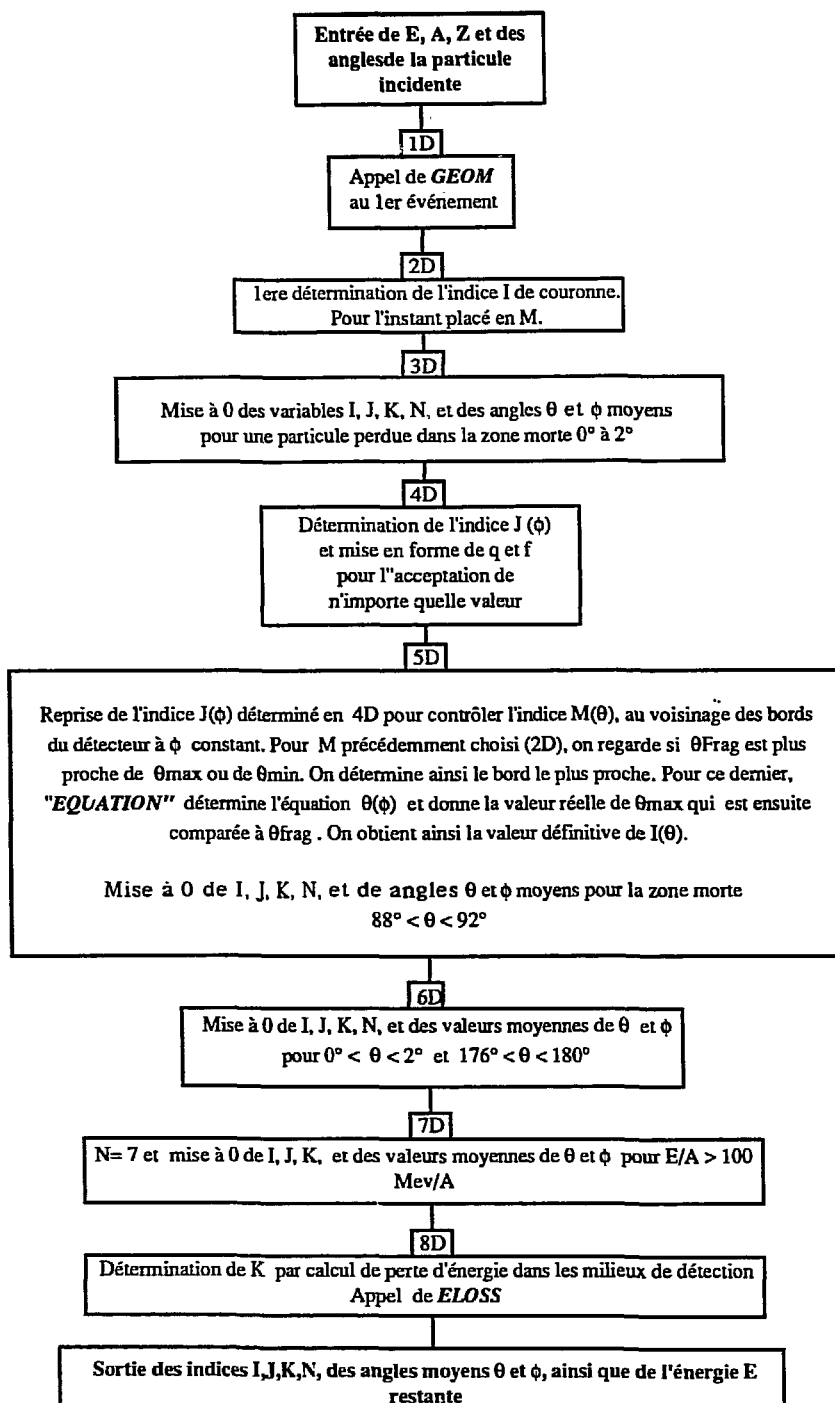 Entrée de E, A, Z et des
anglesde la particule
incidente
1D
Appel de GEOM
au 1er événement
2D
1ere détermination de l'indice I de couronne.
Pour l'instant placé en M.
3D
Mise à 0 des variables I, J, K, N, et des angles θ et ϕ moyens
pour une particule perdue dans la zone morte 0° à 2°
4D
Détermination de l'indice J (ϕ)
et mise en forme de q et f
pour l"acceptation de
n'importe quelle valeur
5D
Reprise de l'indice J(ϕ) déterminé en 4D pour contrôler l'indice M(θ), au voisinage des bords
du détecteur à ϕ constant. Pour M précédemment choisi (2D), on regarde si θFrag est plus
proche de θmax ou de θmin. On détermine ainsi le bord le plus proche. Pour ce dernier,
"EQUATION" détermine l'équation θ(ϕ) et donne la valeur réelle de θmax qui est ensuite
comparée à θfrag . On obtient ainsi la valeur définitive de I(θ).
Mise à 0 de I, J, K, N, et de angles θ et ϕ moyens pour la zone morte
88° < θ < 92°
6D
Mise à 0 de I, J, K, N, et des valeurs moyennes de θ et ϕ
pour 0° < θ < 2° et 176° < θ < 180°
7D
N= 7 et mise à 0 de I, J, K, et des valeurs moyennes de θ et ϕ pour E/A > 100
Mev/A
8D
Détermination de K par calcul de perte d'énergie dans les milieux de détection
Appel de ELOSS
Sortie des indices I,J,K,N, des angles moyens θ et ϕ, ainsi que de l'énergie E
restante